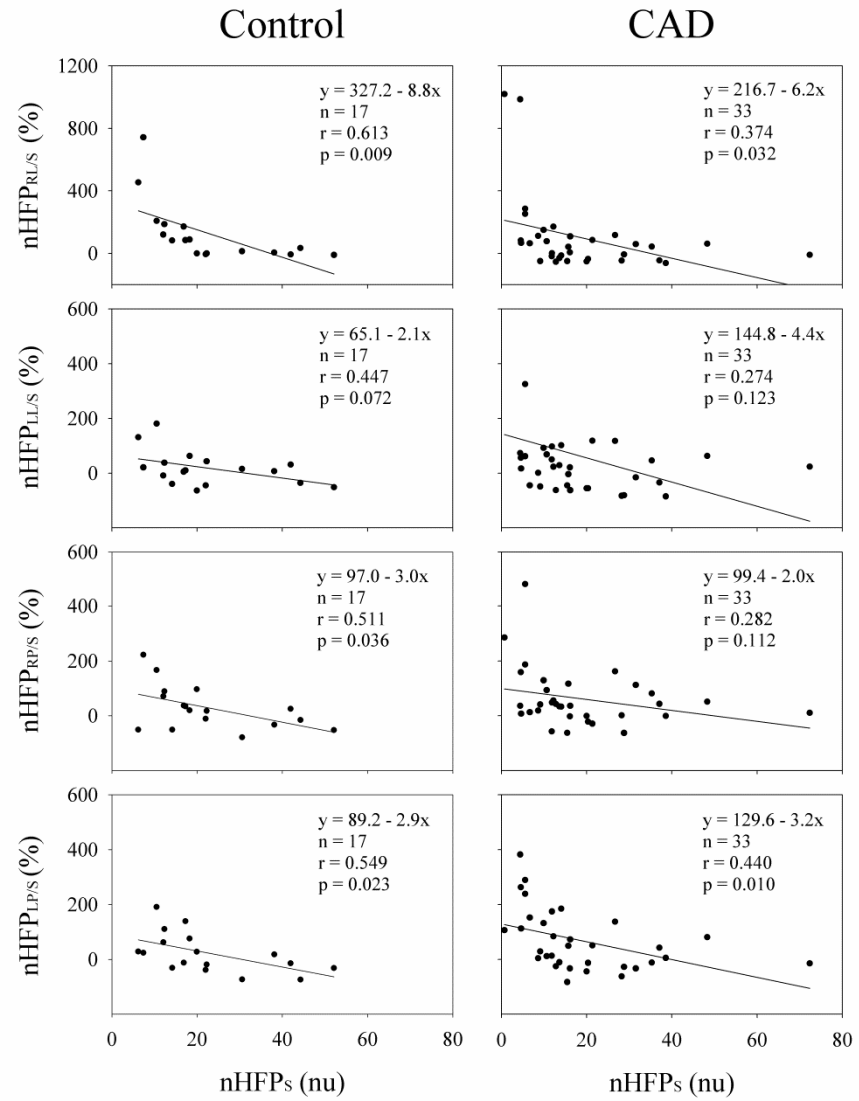 Control CAD
1200
800
400
0
nHFPRL/S (%)
y = 327.2 - 8.8x
n = 17
r = 0.613
p = 0.009
y = 216.7 - 6.2x
n = 33
r = 0.374
p = 0.032
600
400
200
0
nHFPLL/S (%)
y = 65.1 - 2.1x
n = 17
r = 0.447
p = 0.072
y = 144.8 - 4.4x
n = 33
r = 0.274
p = 0.123
600
400
200
0
nHFPRP/S (%)
y = 97.0 - 3.0x
n = 17
r = 0.511
p = 0.036
y = 99.4 - 2.0x
n = 33
r = 0.282
p = 0.112
600
400
200
0
nHFPLP/S (%)
y = 89.2 - 2.9x
n = 17
r = 0.549
p = 0.023
y = 129.6 - 3.2x
n = 33
r = 0.440
p = 0.010
0 20 40 60 80 0 20 40 60 80
nHFPS (nu) nHFPS (nu)